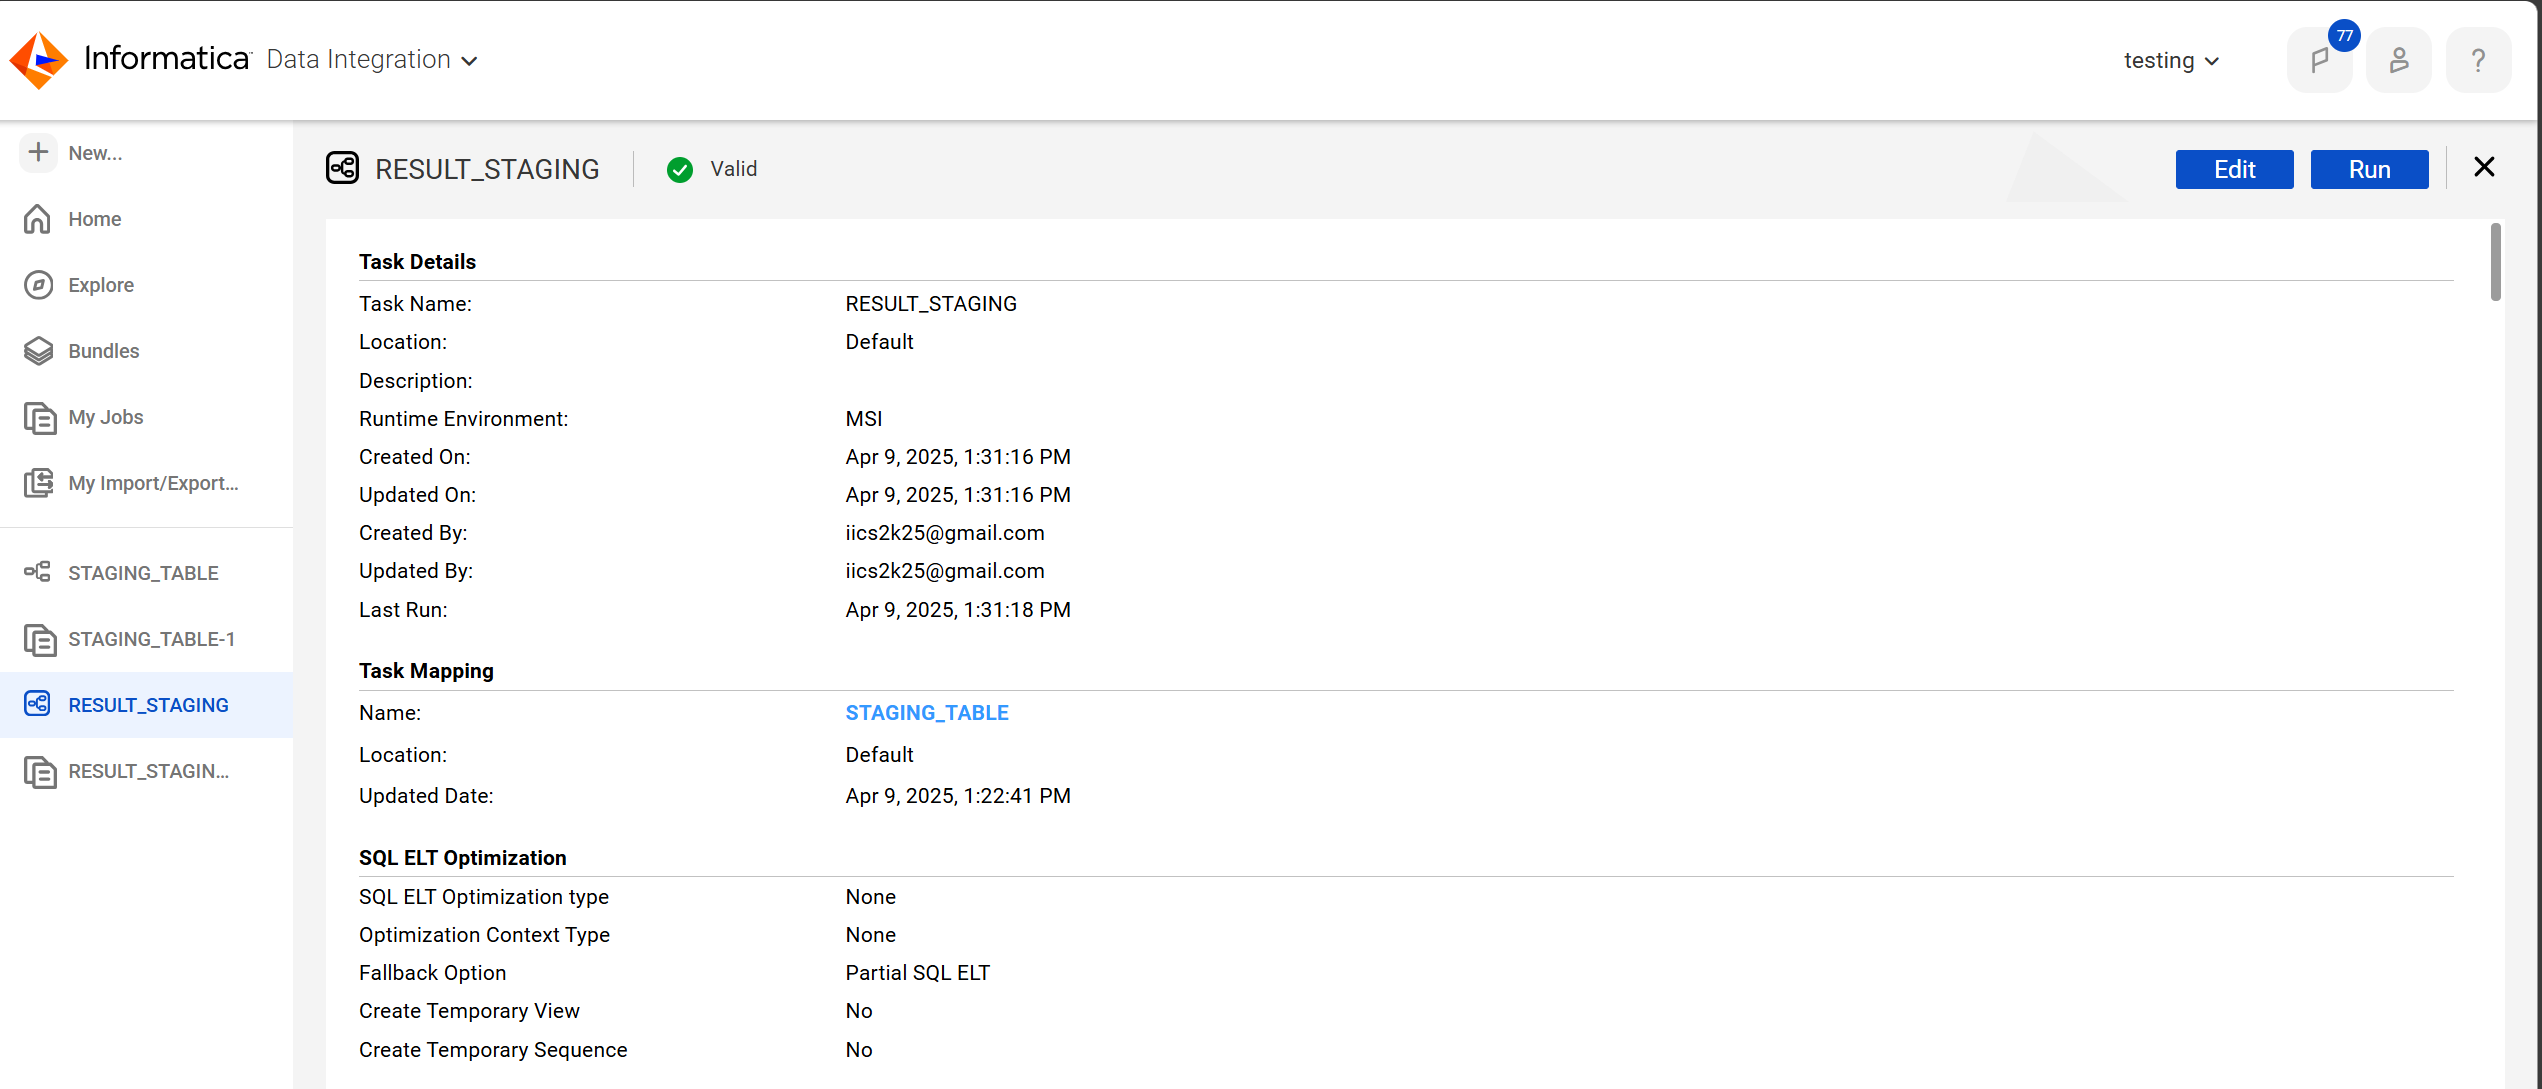 Informatica Data Integration
testing
77
?
New...
Home
Explore
Bundles
My Jobs
My Import/Export...
STAGING_TABLE
STAGING_TABLE-1
RESULT_STAGING
RESULT_STAGIN...
RESULT_STAGING Valid
Edit Run
Task Details
Task Name: RESULT_STAGING
Location: Default
Description:
Runtime Environment: MSI
Created On: Apr 9, 2025, 1:31:16 PM
Updated On: Apr 9, 2025, 1:31:16 PM
Created By: iics2k25@gmail.com
Updated By: iics2k25@gmail.com
Last Run: Apr 9, 2025, 1:31:18 PM
Task Mapping
Name: STAGING_TABLE
Location: Default
Updated Date: Apr 9, 2025, 1:22:41 PM
SQL ELT Optimization
SQL ELT Optimization type None
Optimization Context Type None
Fallback Option Partial SQL ELT
Create Temporary View No
Create Temporary Sequence No